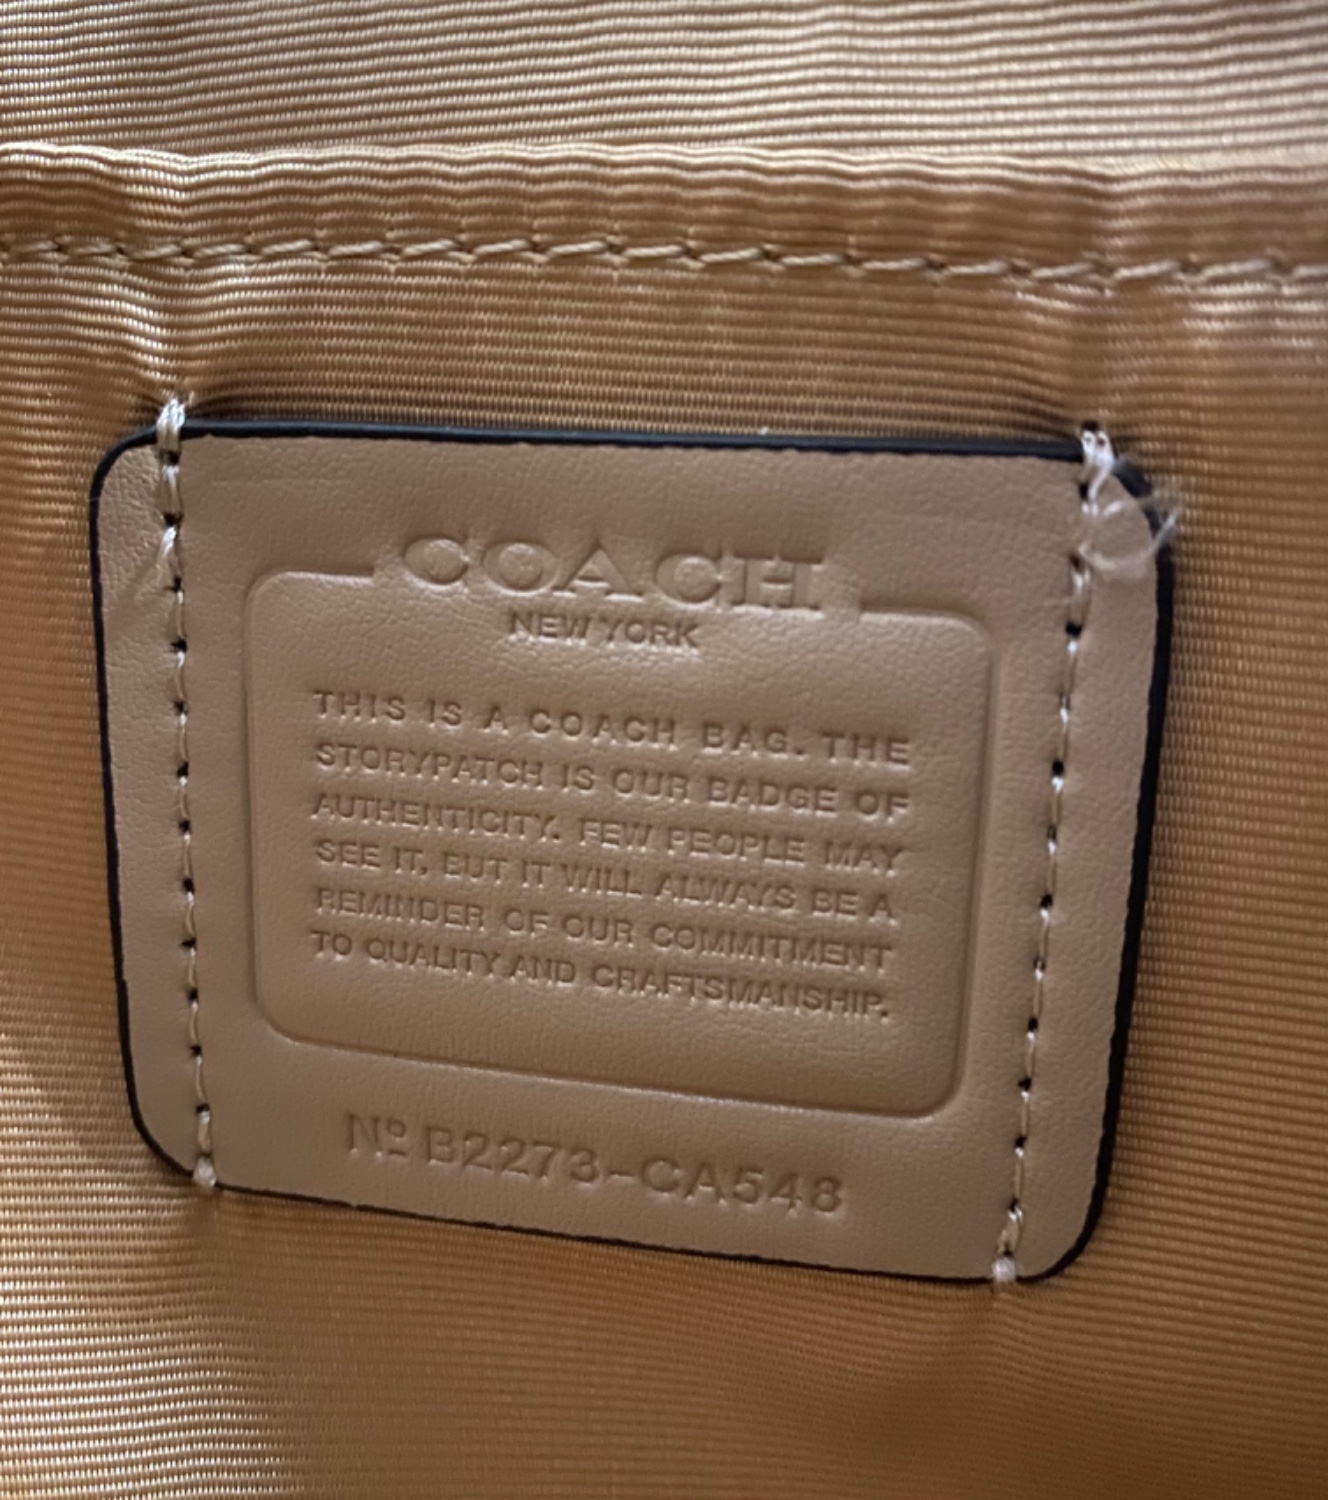 COACH
NEW YORK
THIS IS A COACH BAG. THE
STORYPATCH IS OUR BADGE OF
AUTHENTICITY. FEW PEOPLE MAY
SEE IT, BUT IT WILL ALWAYS BE A
REMINDER OF OUR COMMITMENT
TO QUALITY AND CRAFTSMANSHIP.
Nº B2273-CA548